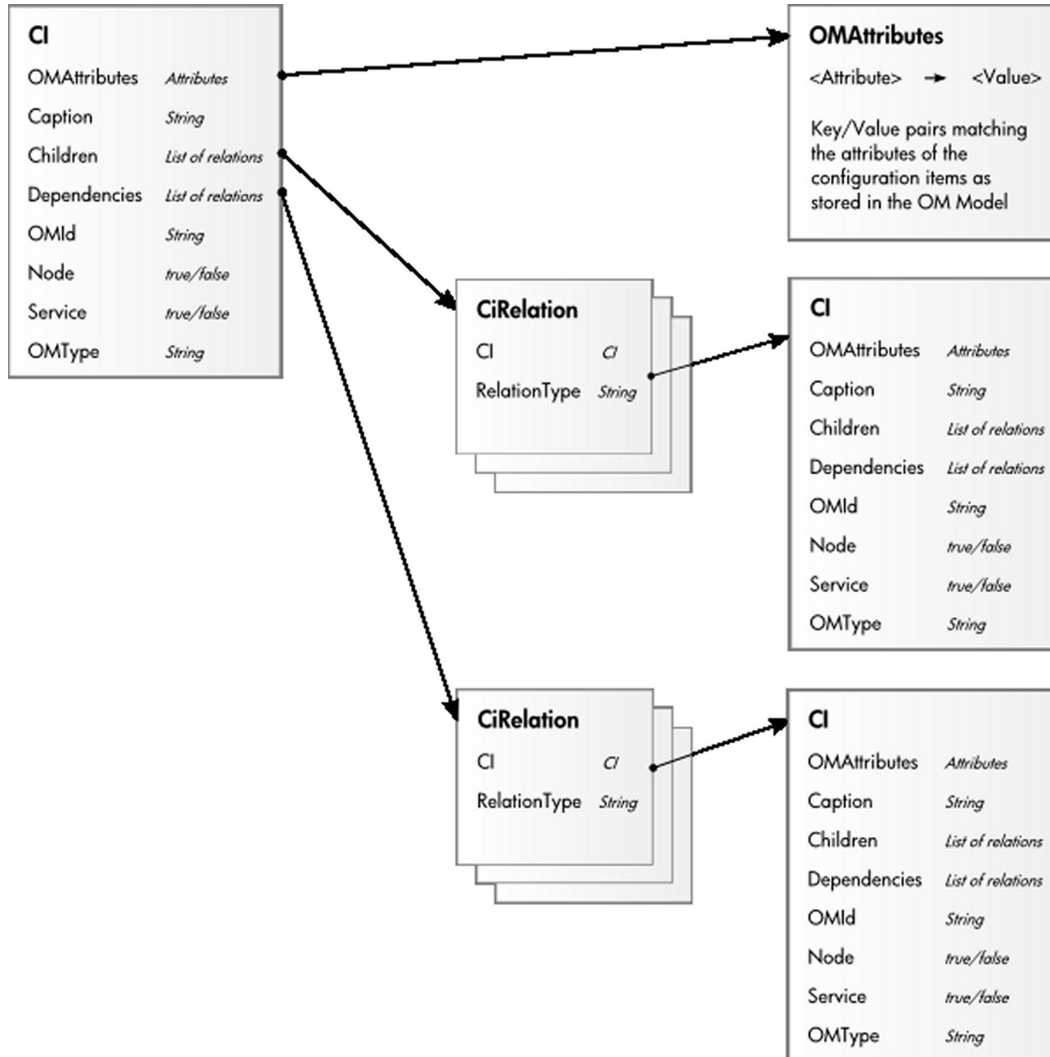 CI
OMAttributes Attributes
Caption String
Children List of relations
Dependencies List of relations
OMId String
Node true/false
Service true/false
OMType String
OMAttributes
<Attribute> → <Value>
Key/Value pairs matching
the attributes of the
configuration items as
stored in the OM Model
CiRelation
CI CI
RelationType String
CI
OMAttributes Attributes
Caption String
Children List of relations
Dependencies List of relations
OMId String
Node true/false
Service true/false
OMType String
CiRelation
CI CI
RelationType String
CI
OMAttributes Attributes
Caption String
Children List of relations
Dependencies List of relations
OMId String
Node true/false
Service true/false
OMType String